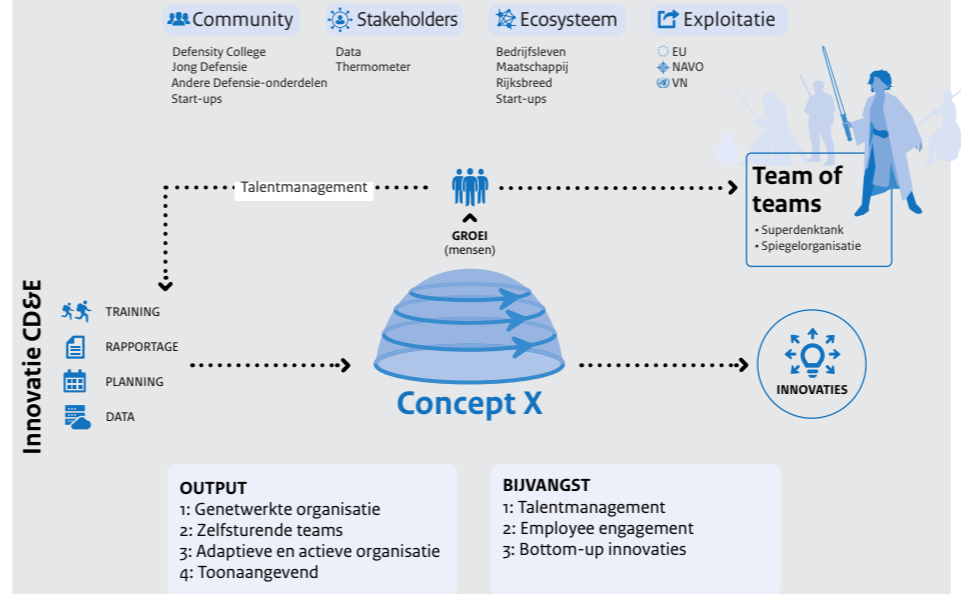 Community
Defensity College
Jong Defensie
Andere Defensie-onderdelen
Start-ups
Stakeholders
Data
Thermometer
Ecosysteem
Bedrijfsleven
Maatschappij
Rijksbreed
Start-ups
Exploitatie
EU
NAVO
VN
Talentmanagement
GROEI
(mensen)
Team of
teams
• Superdenktank
• Spiegelorganisatie
Innovatie CD&E
TRAINING
RAPPORTAGE
PLANNING
DATA
Concept X
INNOVATIES
OUTPUT
1: Genetwerkte organisatie
2: Zelfsturende teams
3: Adaptieve en actieve organisatie
4: Toonaangevend
BIJVANGST
1: Talentmanagement
2: Employee engagement
3: Bottom-up innovaties